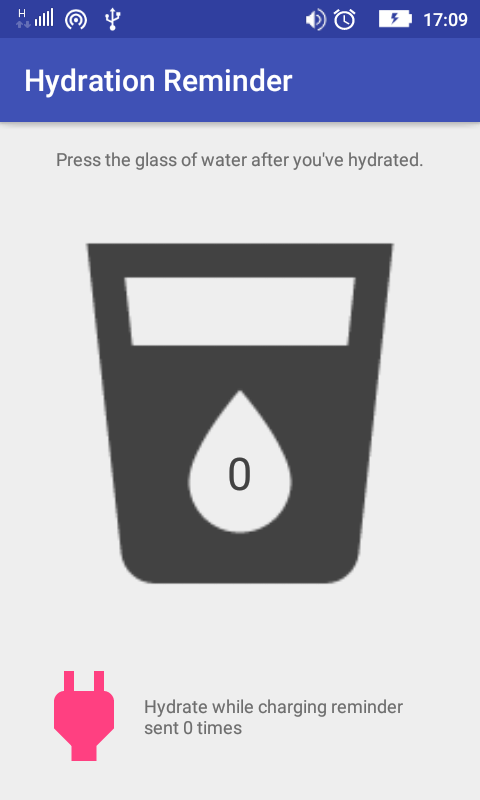 H
17:09
Hydration Reminder
Press the glass of water after you've hydrated.
0
Hydrate while charging reminder
sent 0 times